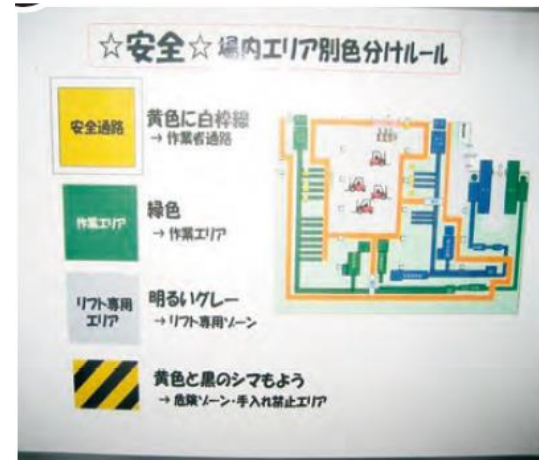 ☆安全☆場内エリア別色分けルール
安全通路
黄色に白枠線
→ 作業者通路
作業エリア
緑色
→ 作業エリア
リフト専用
エリア
明るいグレー
→リフト専用ゾーン
黄色と黒のシマもよう
→ 危険ゾーン・手入れ禁止エリア